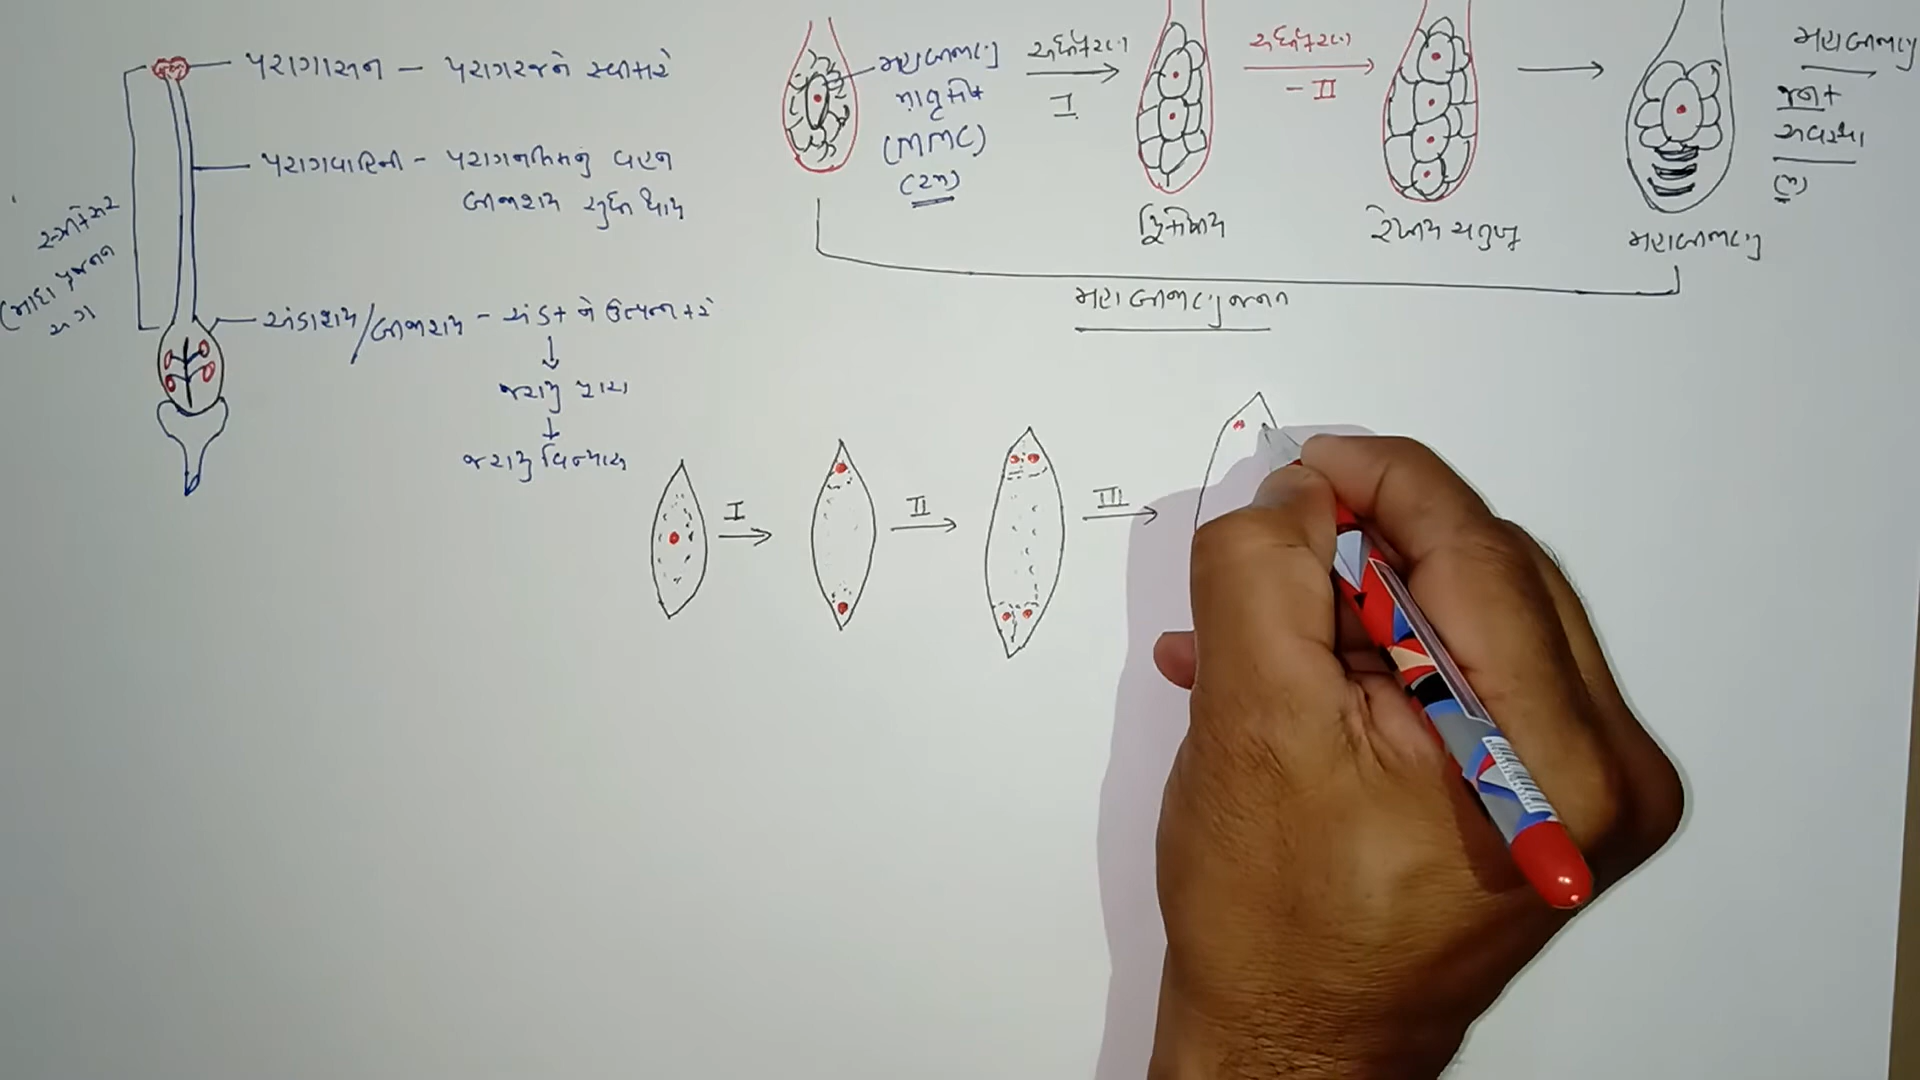 પરાગાસન – પરાગરજને સ્વીકારે
પરાગવાહિની – પરાગનલિકાનું વહન
બીજાશય સુધી થાય
સ્ત્રીકેસર
(માદા પ્રજનન
અંગ
અંડાશય/બીજાશય – અંડકને ઉત્પન્ન કરે
જરાયુ
જરાયુવિન્યાસ
મહાબીજાણુ
માતૃકોષ
(MMC)
(2n)
અર્ધીકરણ
I
અર્ધીકરણ
– II
દ્વિકોષીય
રેખીય ચતુષ્ક
મહાબીજાણુ
મહાબીજાણુ
જનક
અવસ્થા
(n)
મહાબીજાણુજનન
I
II
III